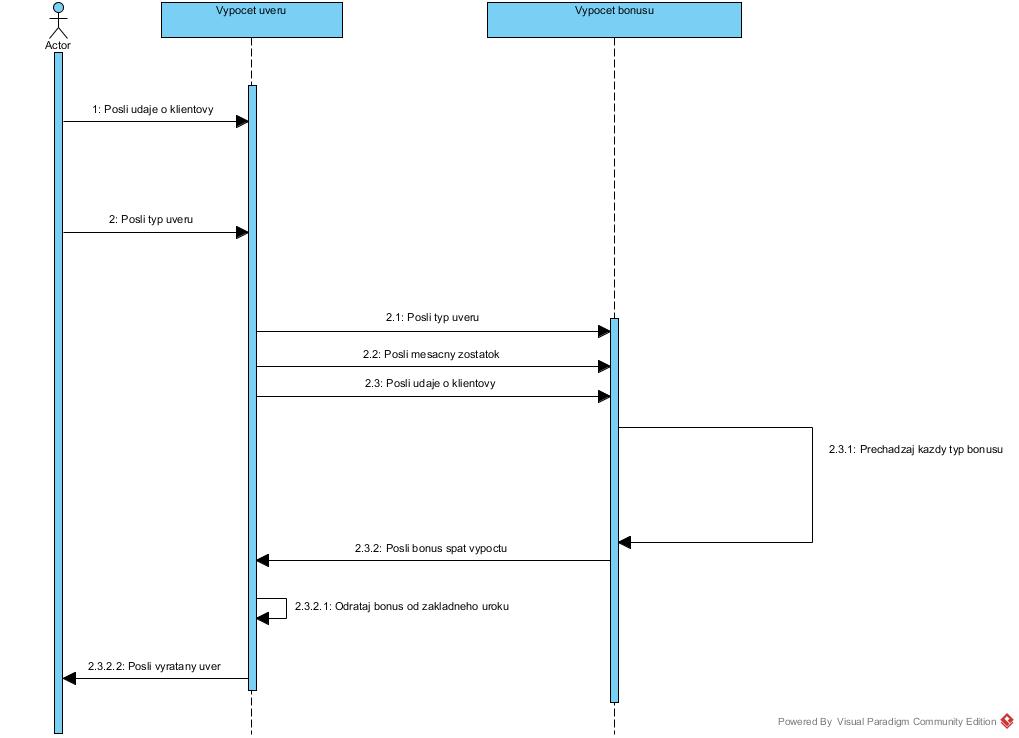 Vypocet uveru
Vypocet bonusu
Actor
1: Posli udaje o klientovy
2: Posli typ uveru
2.1: Posli typ uveru
2.2: Posli mesacny zostatok
2.3: Posli udaje o klientovy
2.3.1: Prechadzaj kazdy typ bonusu
2.3.2: Posli bonus spat vypoctu
2.3.2.1: Odrataj bonus od zakladneho uroku
2.3.2.2: Posli vyratany uver
Powered By Visual Paradigm Community Edition